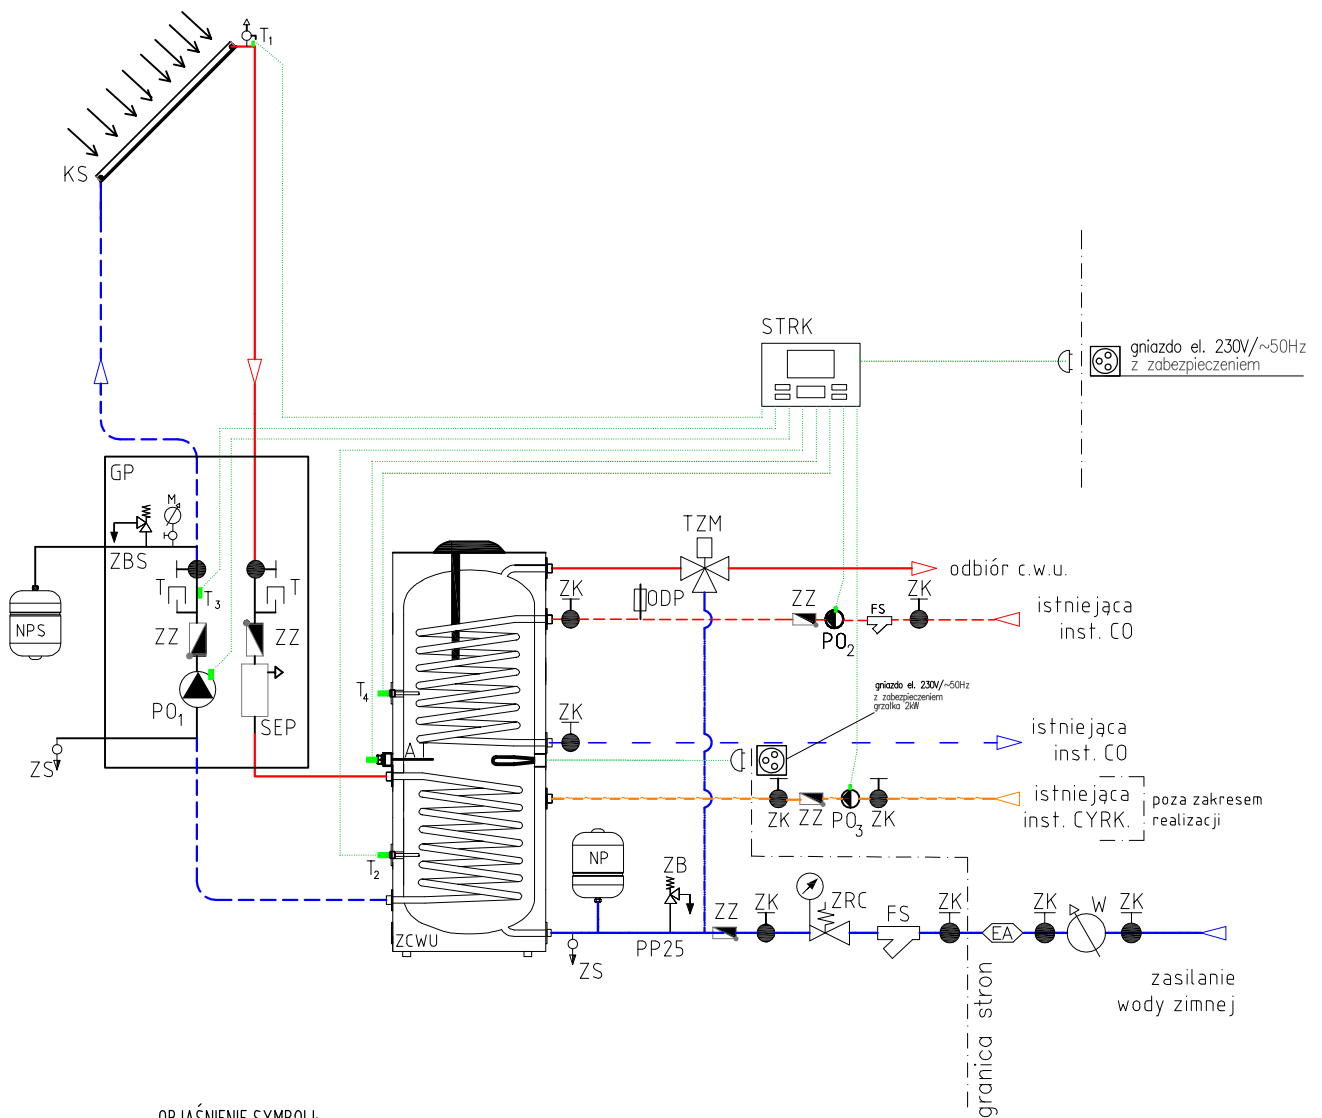 T1
KS
STRK
gniazdo el. 230V/~50Hz
z zabezpieczeniem
GP
M
ZBS
T
T3
T
NPS
ZZ
ZZ
PO1
SEP
ZS
TZM
odbiór c.w.u.
ZK
ODP
ZZ
PO2
FS
ZK
istniejąca
inst. CO
T4
gniazdo el. 230V/~50Hz
z zabezpieczeniem
grzałka 2kW
ZK
A
istniejąca
inst. CO
ZK
ZZ
PO3
ZK
istniejąca
inst. CYRK.
poza zakresem
realizacji
T2
NP
ZB
ZCWU
ZS
PP25
ZZ
ZK
ZRC
FS
ZK
EA
ZK
W
ZK
zasilanie
wody zimnej
granica stron
OBJAŚNIENIE SYMBOLI: